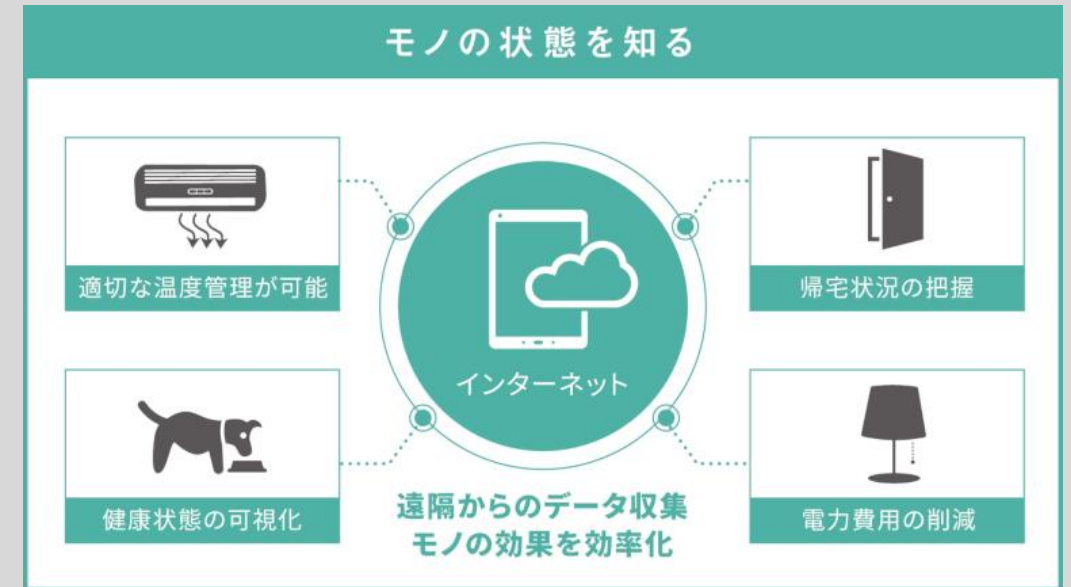 モノの状態を知る
適切な温度管理が可能
帰宅状況の把握
インターネット
健康状態の可視化
遠隔からのデータ収集
モノの効果を効率化
電力費用の削減